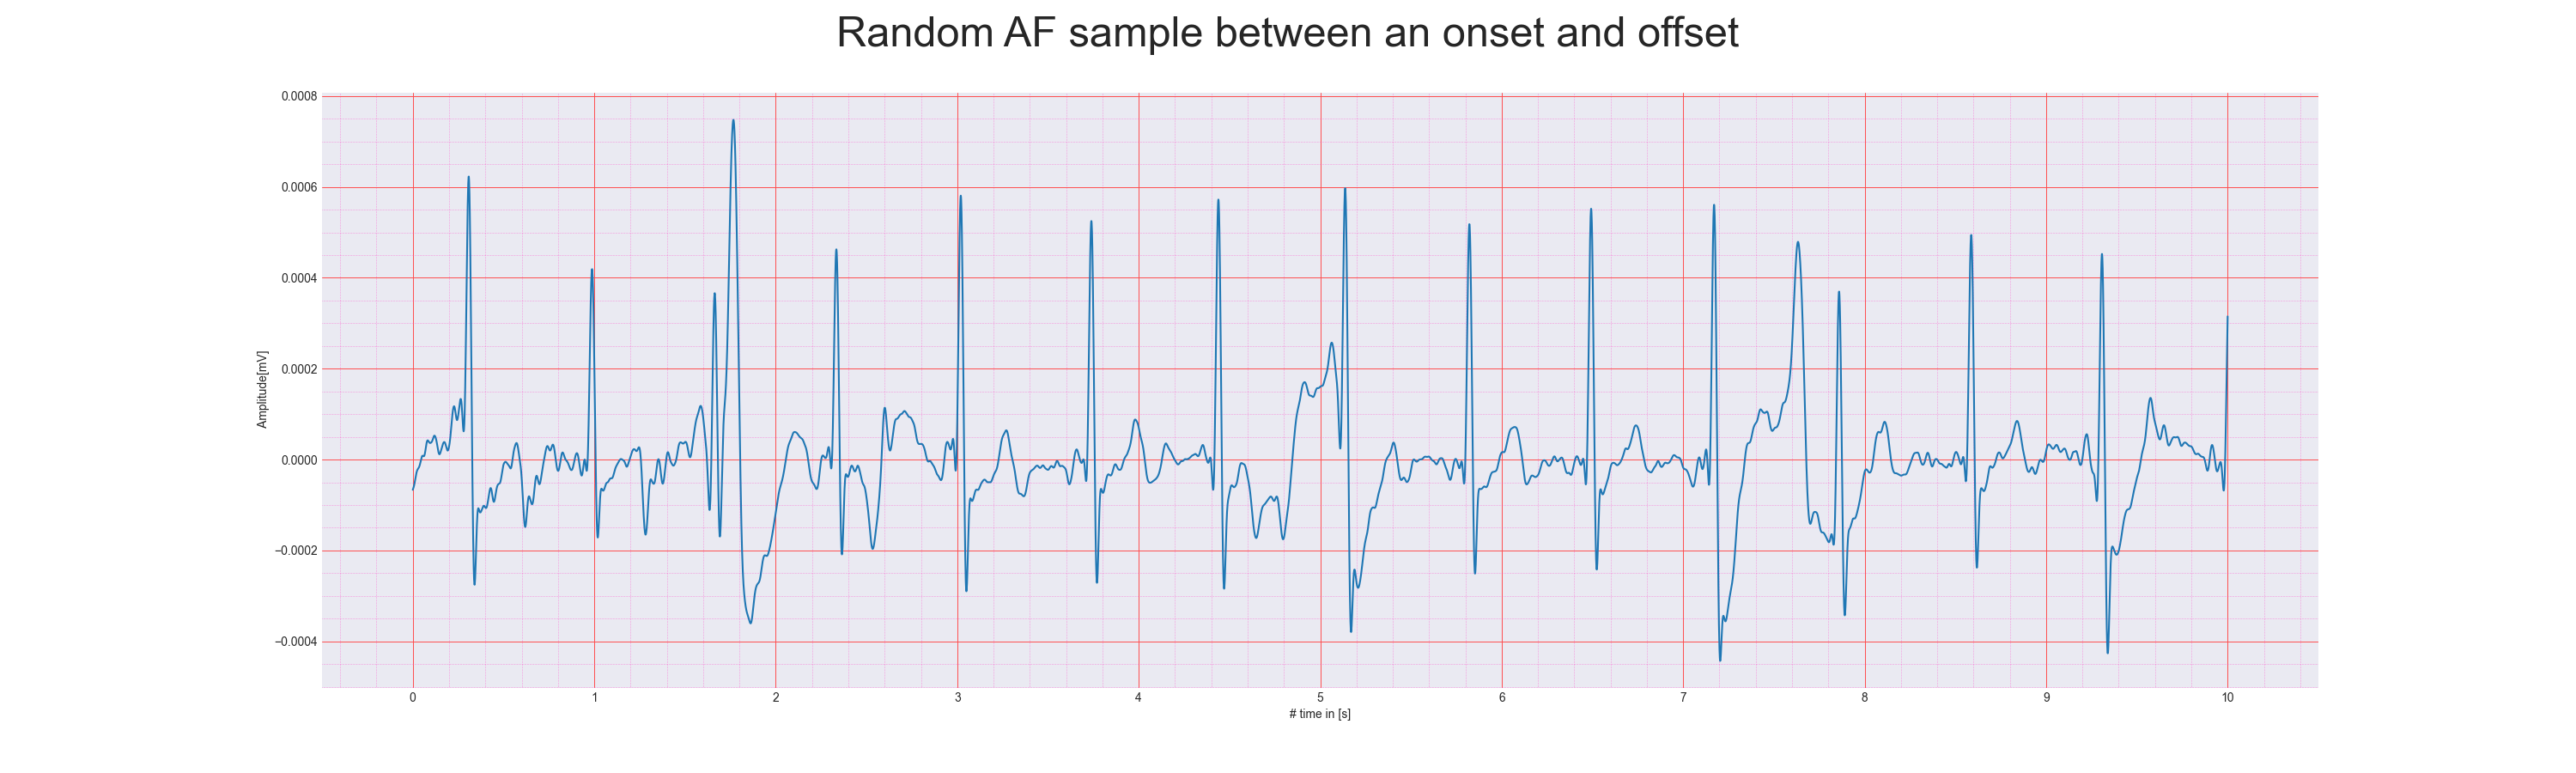 Random AF sample between an onset and offset
0.0008
0.0006
0.0004
0.0002
0.0000
−0.0002
−0.0004
Amplitude[mV]
0 1 2 3 4 5 6 7 8 9 10
# time in [s]